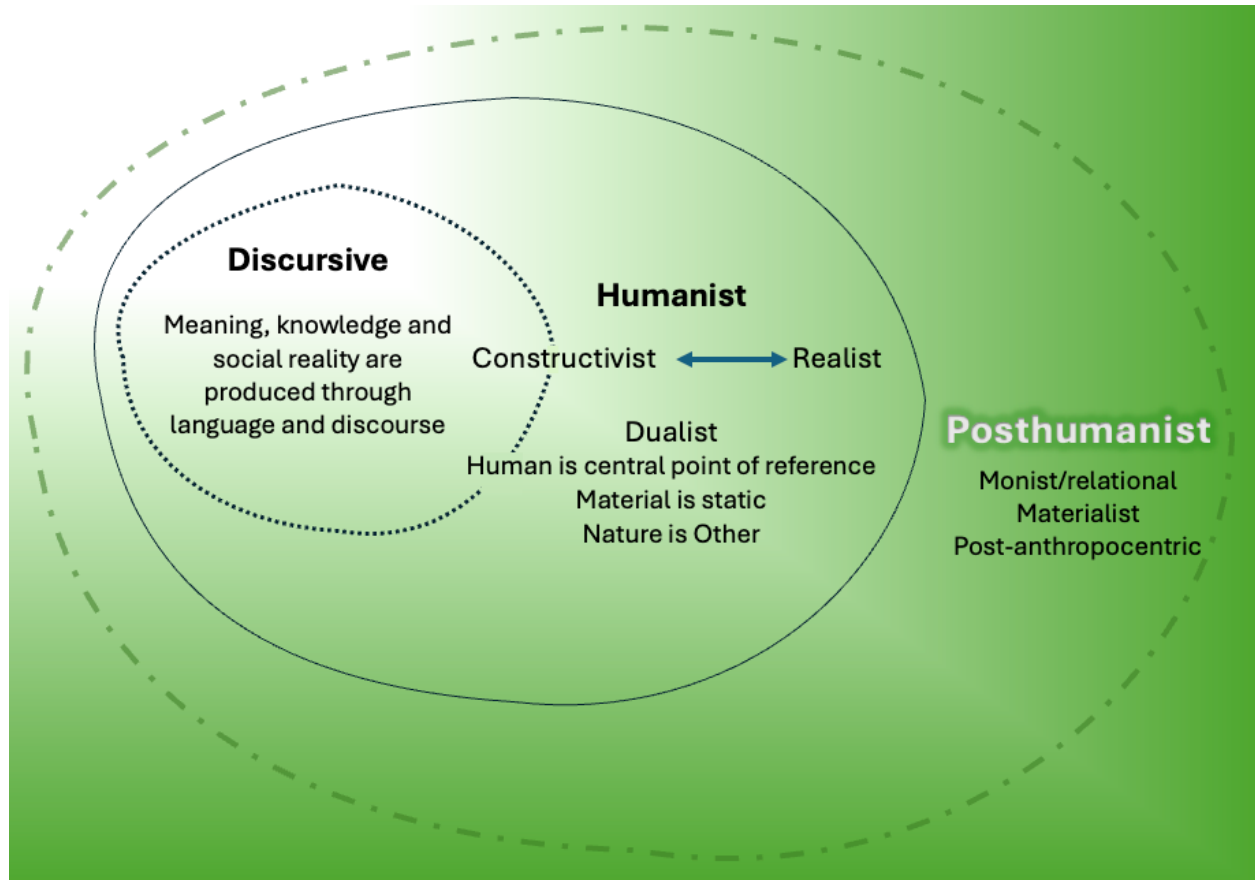 Discursive
Meaning, knowledge and
social reality are
produced through
language and discourse
Humanist
Constructivist
Realist
Dualist
Human is central point of reference
Material is static
Nature is Other
Posthumanist
Monist/relational
Materialist
Post-anthropocentric